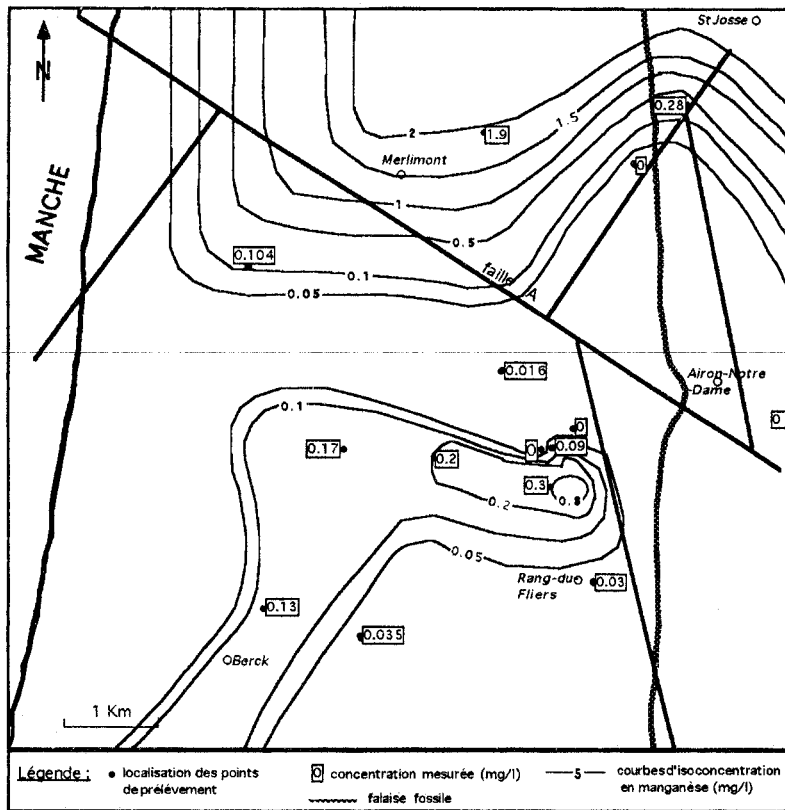 St Josse
N
0.28
1.9
2
1.5
0
Merlimont
1
MANCHE
0.5
0.104
faille A
0.1
0.05
0.016
Airon-Notre
-Dame
0.1
0
0
0.17
0
0.09
0.2
0.3
0.2
0.05
Rang-du-
Fliers
0.03
0.13
0.035
Berck
1 Km
Légende :
localisation des points
de prélèvement
0 concentration mesurée (mg/l)
5 courbes d'isoconcentration
en manganèse (mg/l)
falaise fossile